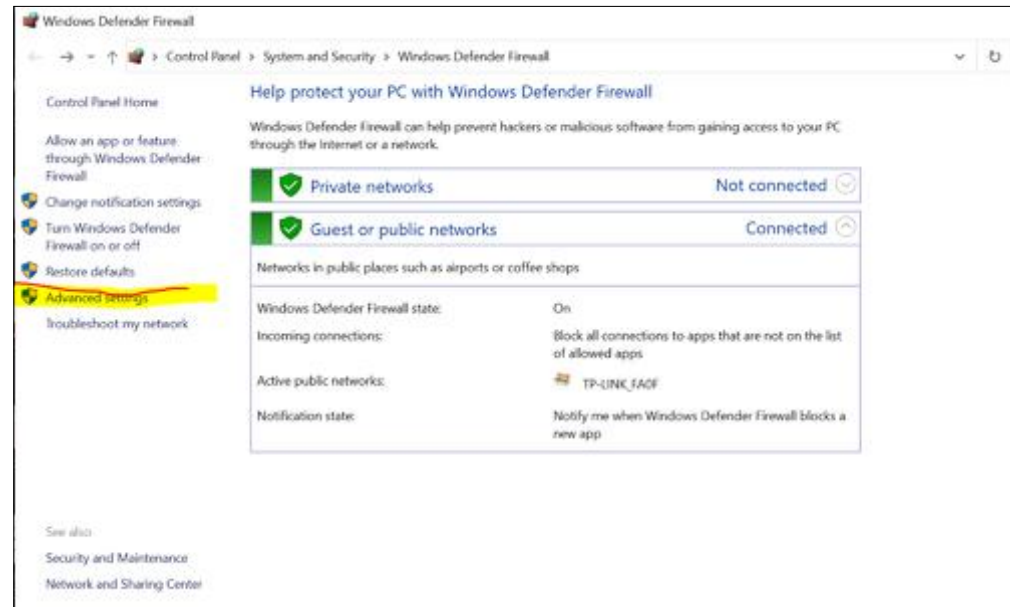 Windows Defender Firewall
Control Panel > System and Security > Windows Defender Firewall
Control Panel Home
Allow an app or feature
through Windows Defender
Firewall
Change notification settings
Turn Windows Defender
Firewall on or off
Restore defaults
Advanced settings
Troubleshoot my network
Help protect your PC with Windows Defender Firewall
Windows Defender Firewall can help prevent hackers or malicious software from gaining access to your PC
through the Internet or a network.
Private networks Not connected
Guest or public networks Connected
Networks in public places such as airports or coffee shops
Windows Defender Firewall state: On
Incoming connections: Block all connections to apps that are not on the list
of allowed apps
Active public networks: TP-LINK_FA0F
Notification state: Notify me when Windows Defender Firewall blocks a
new app
See also
Security and Maintenance
Network and Sharing Center